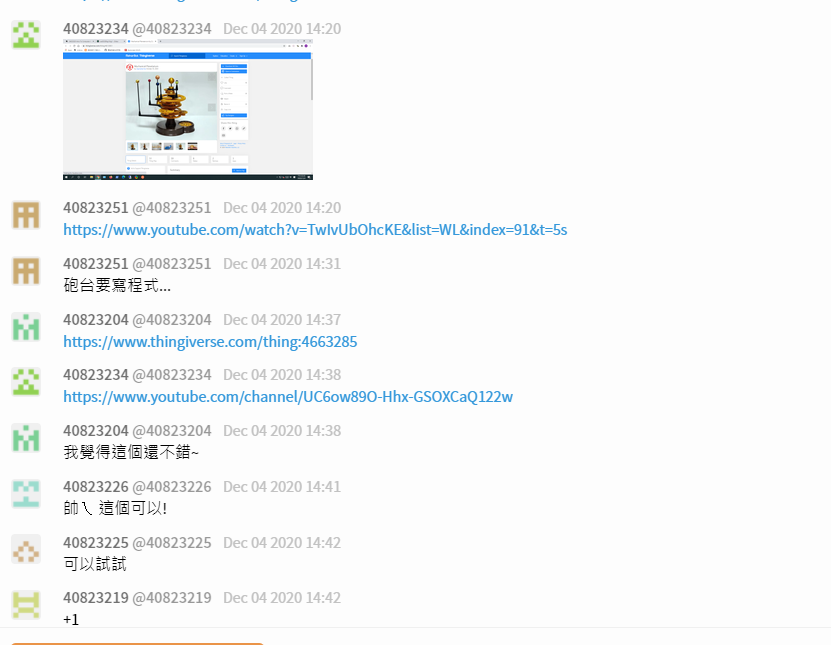 40823234 @40823234 Dec 04 2020 14:20
40823251 @40823251 Dec 04 2020 14:20
https://www.youtube.com/watch?v=TwIvUbOhcKE&list=WL&index=91&t=5s
40823251 @40823251 Dec 04 2020 14:31
砲台要寫程式...
40823204 @40823204 Dec 04 2020 14:37
https://www.thingiverse.com/thing:4663285
40823234 @40823234 Dec 04 2020 14:38
https://www.youtube.com/channel/UC6ow89O-Hhx-GSOXCaQ122w
40823204 @40823204 Dec 04 2020 14:38
我覺得這個還不錯~
40823226 @40823226 Dec 04 2020 14:41
帥ㄟ 這個可以!
40823225 @40823225 Dec 04 2020 14:42
可以試試
40823219 @40823219 Dec 04 2020 14:42
+1